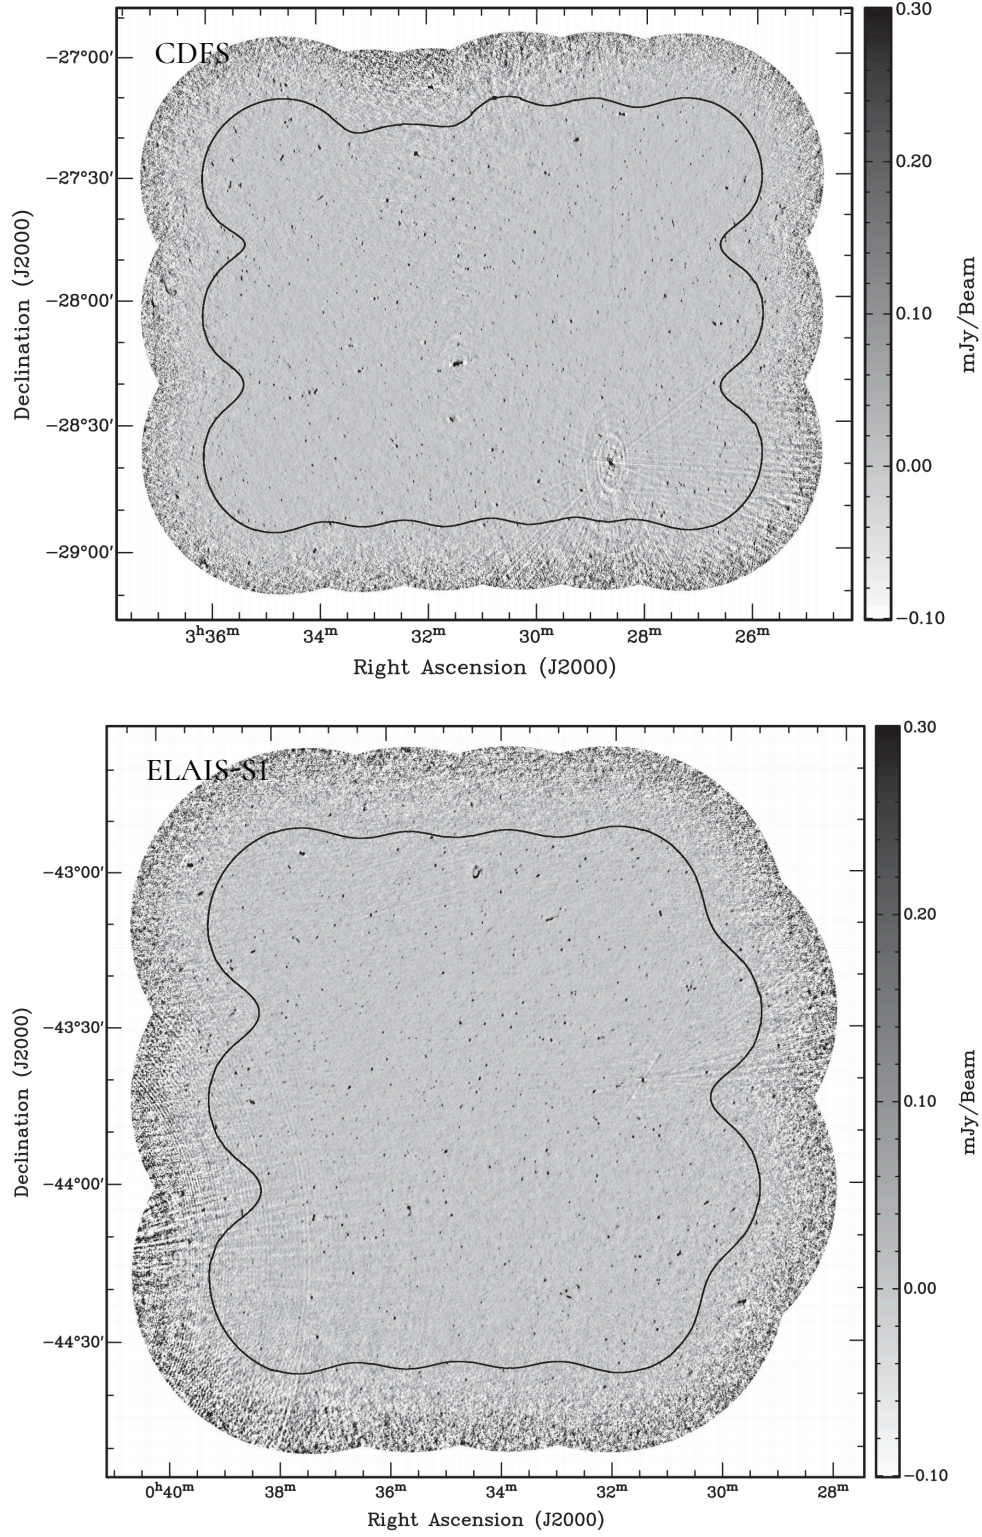 CDFS
0.30
−27°00′
−27°30′
0.20
−28°00′
0.10
−28°30′
0.00
−29°00′
−0.10
Declination (J2000)
mJy/Beam
3ʰ36ᵐ 34ᵐ 32ᵐ 30ᵐ 28ᵐ 26ᵐ
Right Ascension (J2000)
ELAIS-S1
0.30
−43°00′
0.20
−43°30′
0.10
−44°00′
0.00
−44°30′
−0.10
Declination (J2000)
mJy/Beam
0ʰ40ᵐ 38ᵐ 36ᵐ 34ᵐ 32ᵐ 30ᵐ 28ᵐ
Right Ascension (J2000)